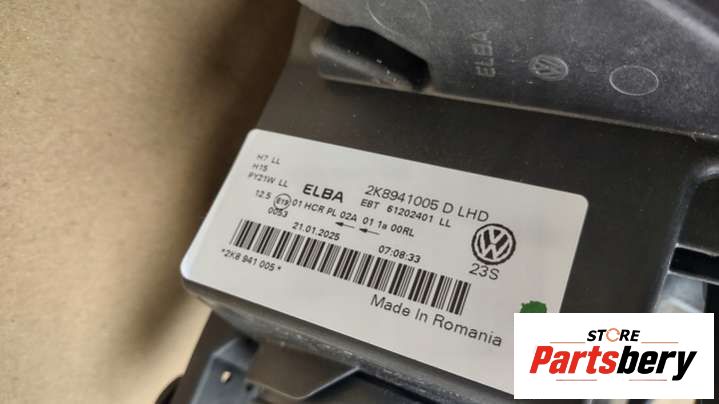 ELBA
H7 LL
H15
PY21W LL
12.5 E19 01 HCR PL 02A 01 1a 00RL
0053
ELBA 2K8941005 D LHD
EBT 61202401 LL
21.01.2025 07:08:33
*2K8 941 005*
23S
Made In Romania
STORE
Partsbery